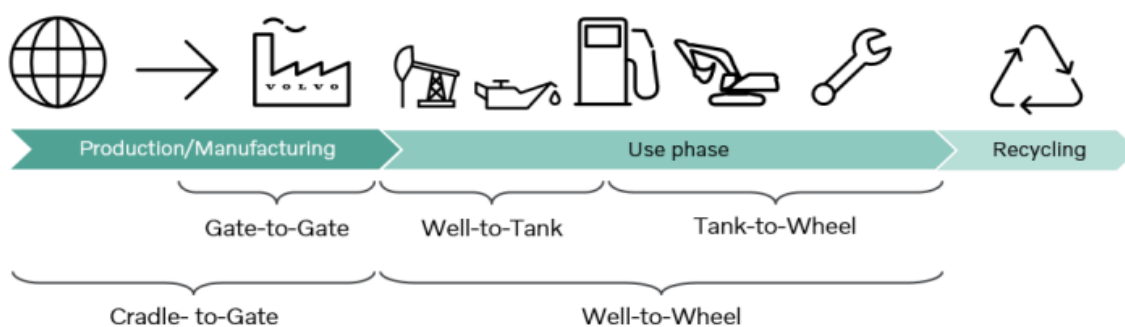 VOLVO
Production/Manufacturing
Use phase
Recycling
Gate-to-Gate
Well-to-Tank
Tank-to-Wheel
Cradle- to-Gate
Well-to-Wheel